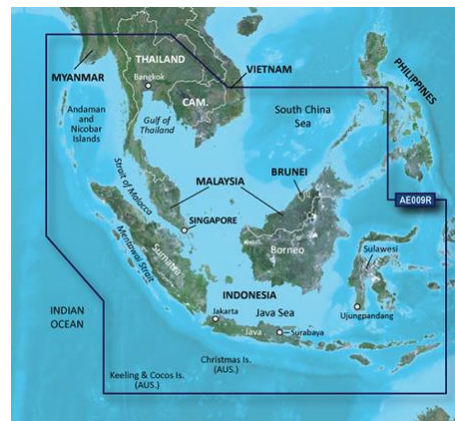 THAILAND
MYANMAR
Bangkok
VIETNAM
PHILIPPINES
CAM.
Andaman
and
Nicobar
Islands
Gulf of
Thailand
South China
Sea
Strait of Malacca
MALAYSIA
BRUNEI
AE009R
SINGAPORE
Mentawai Strait
Sumatra
Borneo
Sulawesi
INDONESIA
INDIAN
OCEAN
Jakarta
Java Sea
Ujungpandang
Java
Surabaya
Christmas Is.
(AUS.)
Keeling & Cocos Is.
(AUS.)